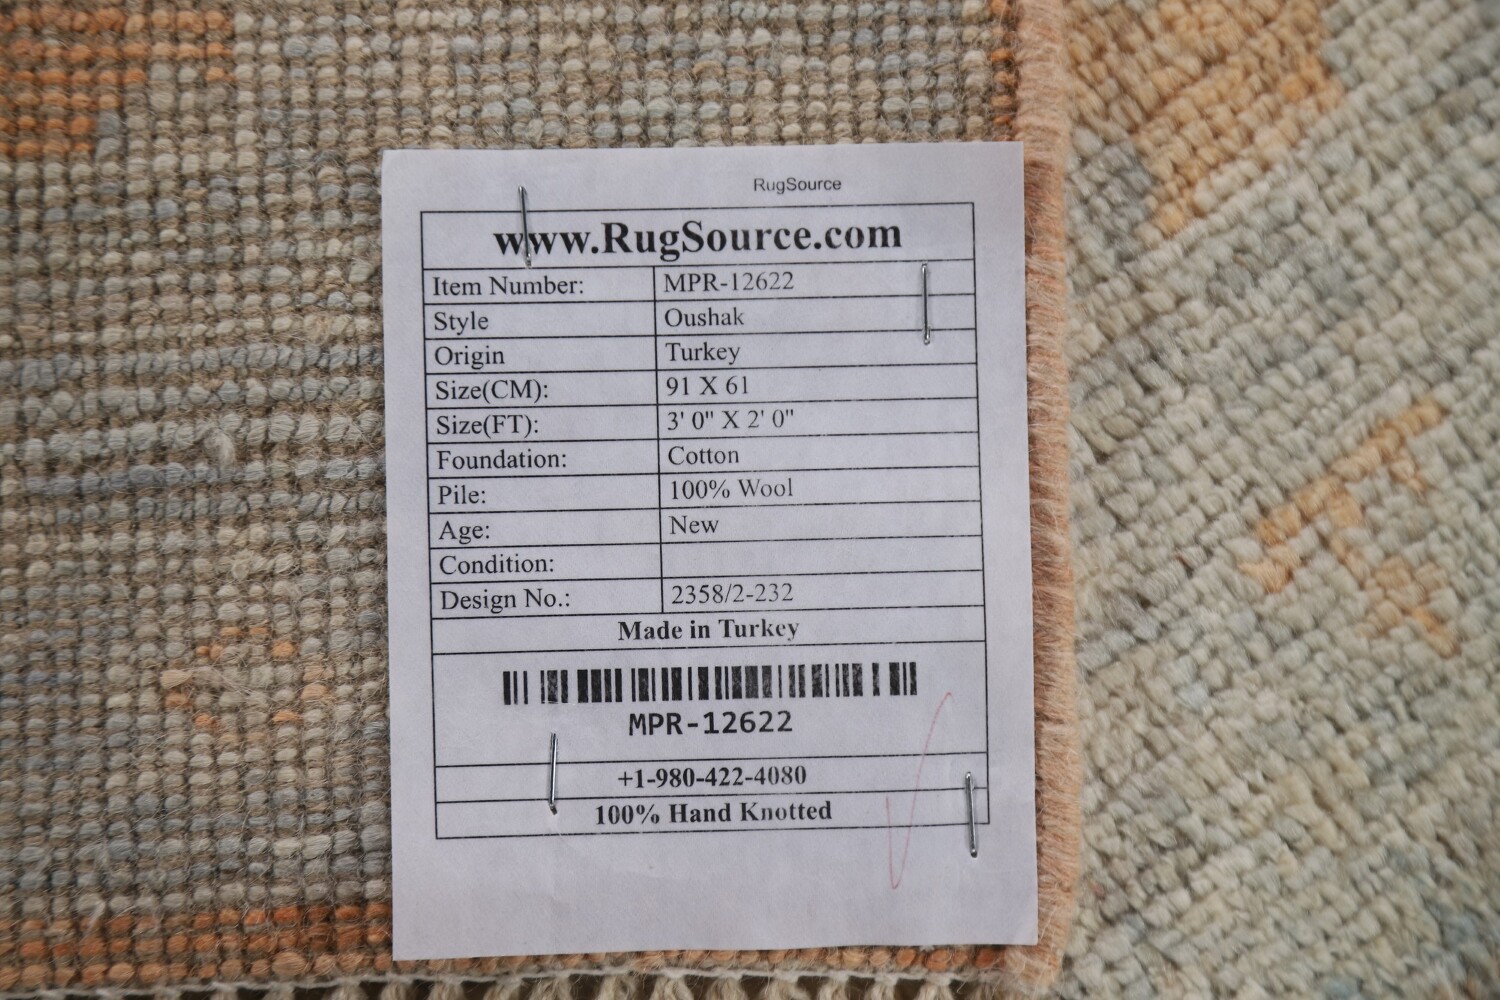 RugSource
www.RugSource.com
Item Number: MPR-12622
Style Oushak
Origin Turkey
Size(CM): 91 X 61
Size(FT): 3' 0" X 2' 0"
Foundation: Cotton
Pile: 100% Wool
Age: New
Condition:
Design No.: 2358/2-232
Made in Turkey
MPR-12622
+1-980-422-4080
100% Hand Knotted